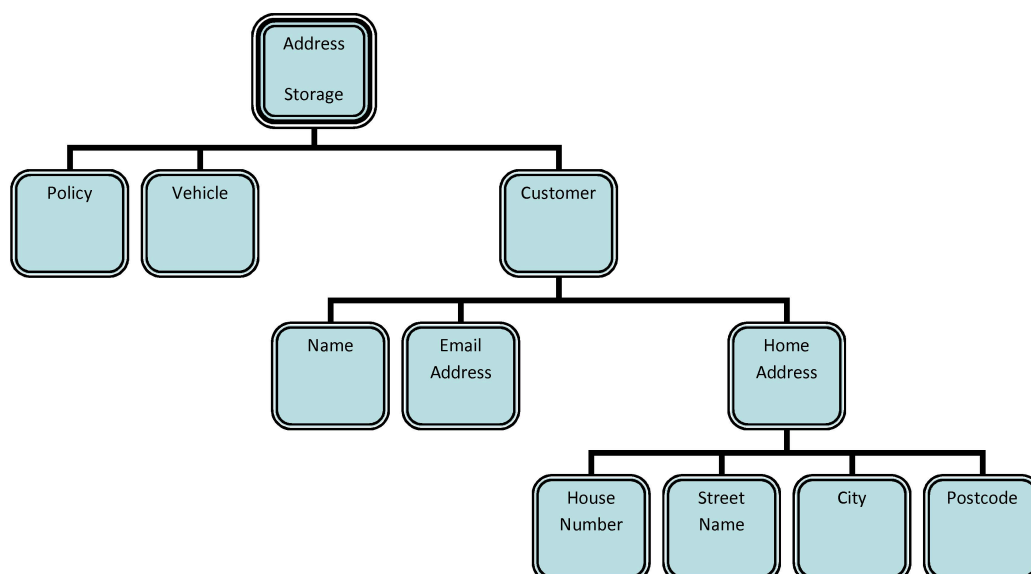 Address
Storage
Policy
Vehicle
Customer
Name
Email
Address
Home
Address
House
Number
Street
Name
City
Postcode